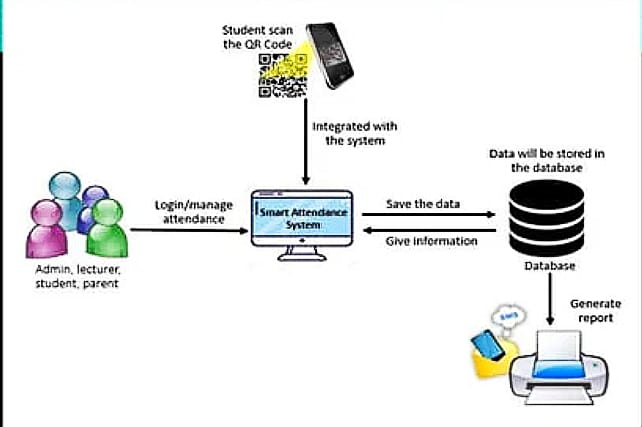 Student scan
the QR Code
Integrated with
the system
Data will be stored in
the database
Login/manage
attendance
Smart Attendance
System
Save the data
Give information
Admin, lecturer,
student, parent
Database
Generate
report
SMS